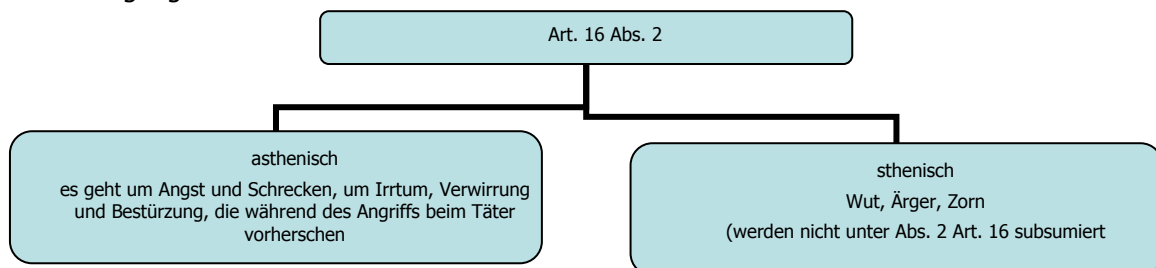 Art. 16 Abs. 2
asthenisch
es geht um Angst und Schrecken, um Irrtum, Verwirrung
und Bestürzung, die während des Angriffs beim Täter
vorherschen
sthenisch
Wut, Ärger, Zorn
(werden nicht unter Abs. 2 Art. 16 subsumiert